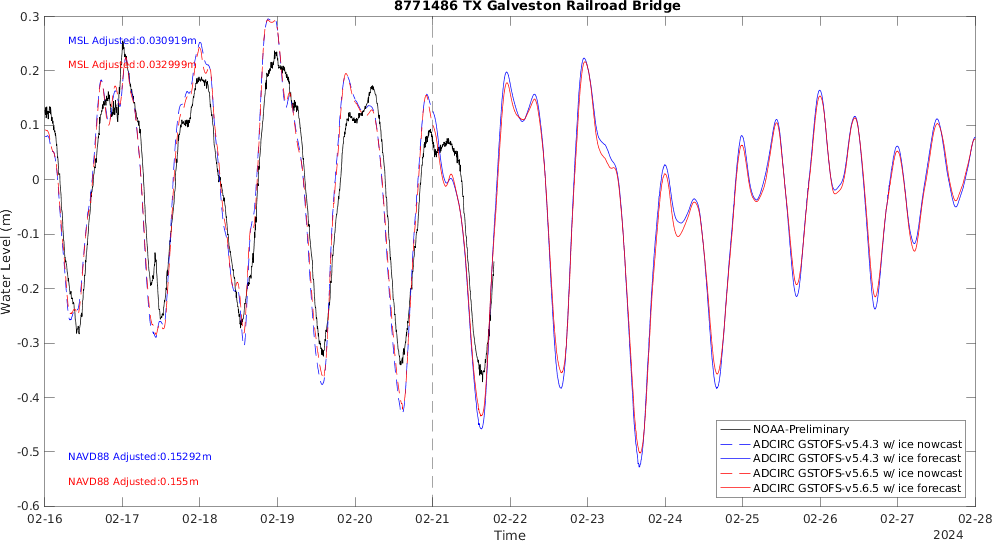 8771486 TX Galveston Railroad Bridge
0.3
MSL Adjusted:0.030919m
MSL Adjusted:0.032999m
0.2
0.1
0
-0.1
-0.2
-0.3
-0.4
-0.5
-0.6
Water Level (m)
NAVD88 Adjusted:0.15292m
NAVD88 Adjusted:0.155m
NOAA-Preliminary
ADCIRC GSTOFS-v5.4.3 w/ ice nowcast
ADCIRC GSTOFS-v5.4.3 w/ ice forecast
ADCIRC GSTOFS-v5.6.5 w/ ice nowcast
ADCIRC GSTOFS-v5.6.5 w/ ice forecast
02-16 02-17 02-18 02-19 02-20 02-21 02-22 02-23 02-24 02-25 02-26 02-27 02-28
Time
2024